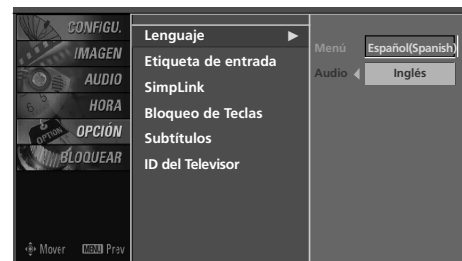 CONFIGU.
IMAGEN
AUDIO
HORA
OPCIÓN
OPTION
BLOQUEAR
Mover MENU Prev
Lenguaje ▶
Etiqueta de entrada
SimpLink
Bloqueo de Teclas
Subtítulos
ID del Televisor
Menú Español(Spanish)
Audio ◀ Inglés